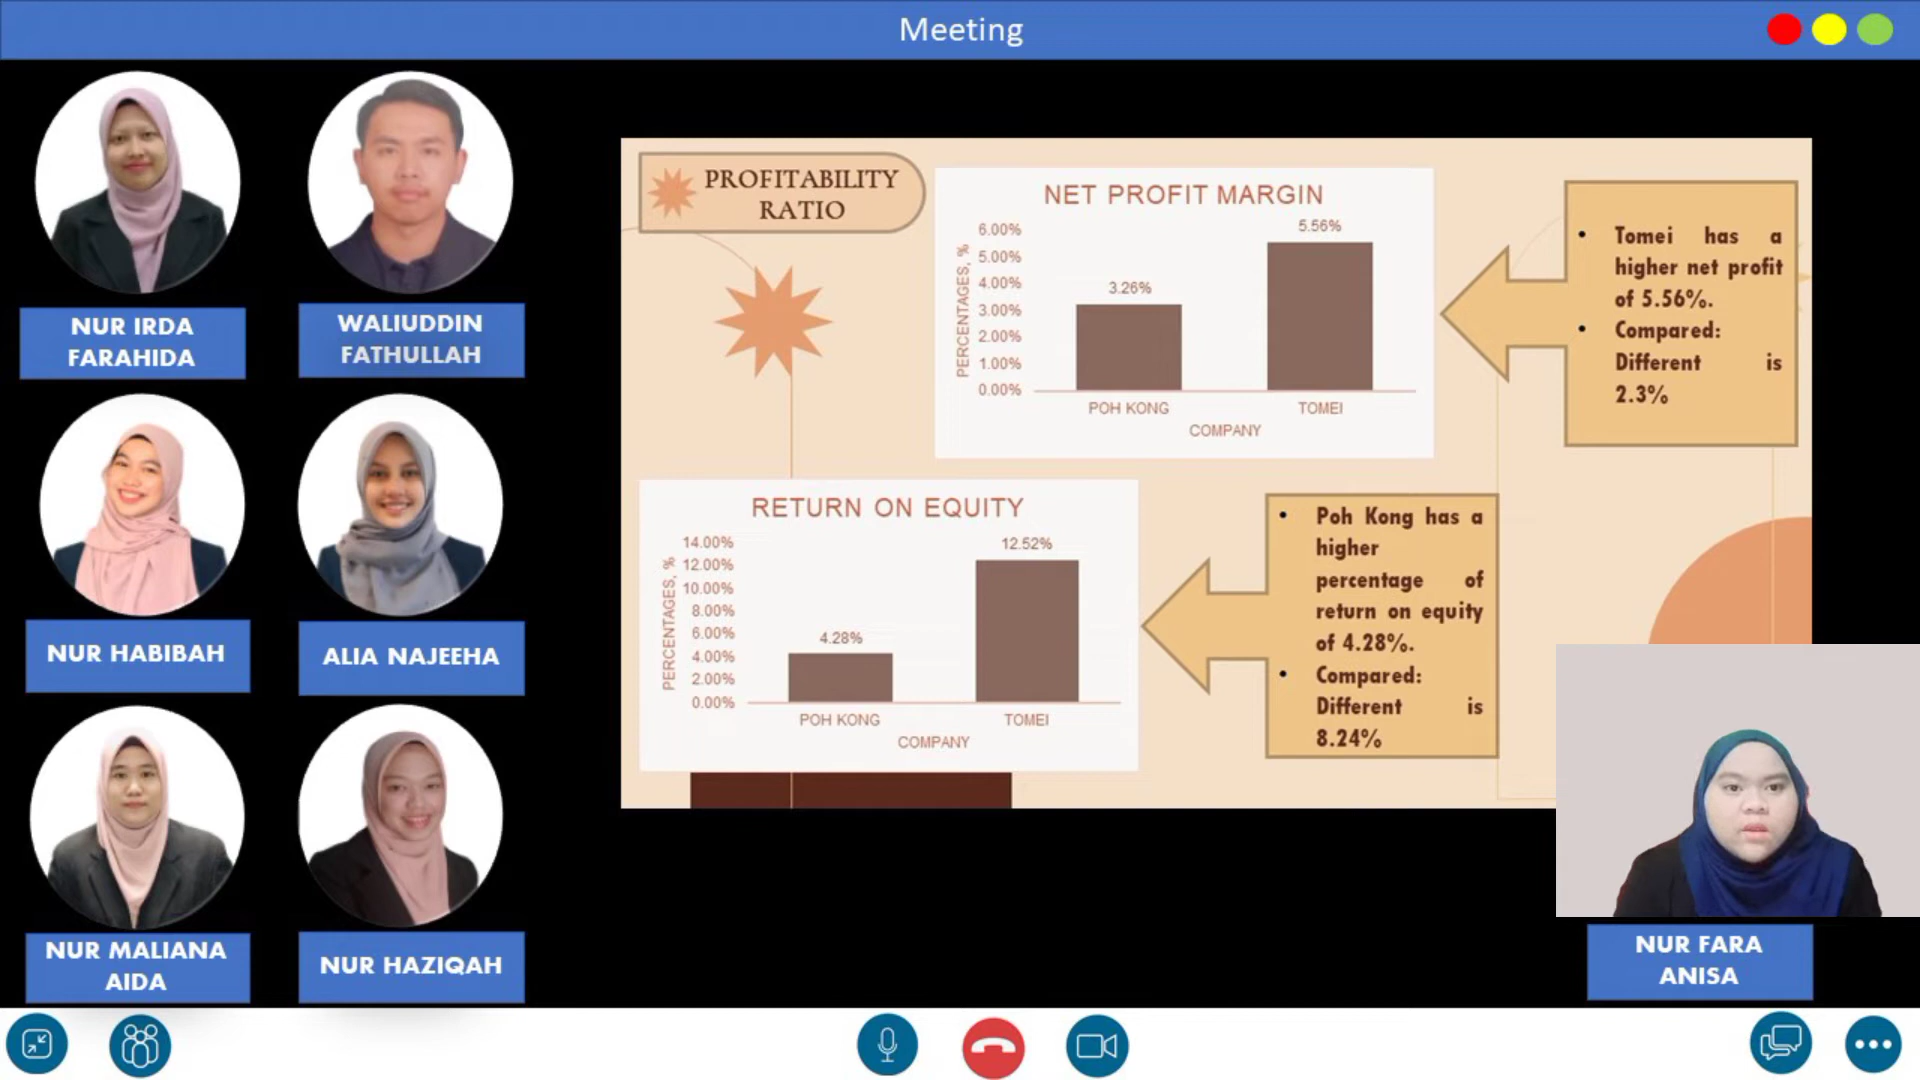 Meeting
NUR IRDA
FARAHIDA
WALIUDDIN
FATHULLAH
NUR HABIBAH
ALIA NAJEEHA
NUR MALIANA
AIDA
NUR HAZIQAH
PROFITABILITY
RATIO
NET PROFIT MARGIN
PERCENTAGES, %
6.00%
5.00%
4.00%
3.00%
2.00%
1.00%
0.00%
3.26%
5.56%
POH KONG
TOMEI
COMPANY
• Tomei has a
higher net profit
of 5.56%.
• Compared:
Different is
2.3%
RETURN ON EQUITY
PERCENTAGES, %
14.00%
12.00%
10.00%
8.00%
6.00%
4.00%
2.00%
0.00%
4.28%
12.52%
POH KONG
TOMEI
COMPANY
• Poh Kong has a
higher
percentage of
return on equity
of 4.28%.
• Compared:
Different is
8.24%
NUR FARA
ANISA